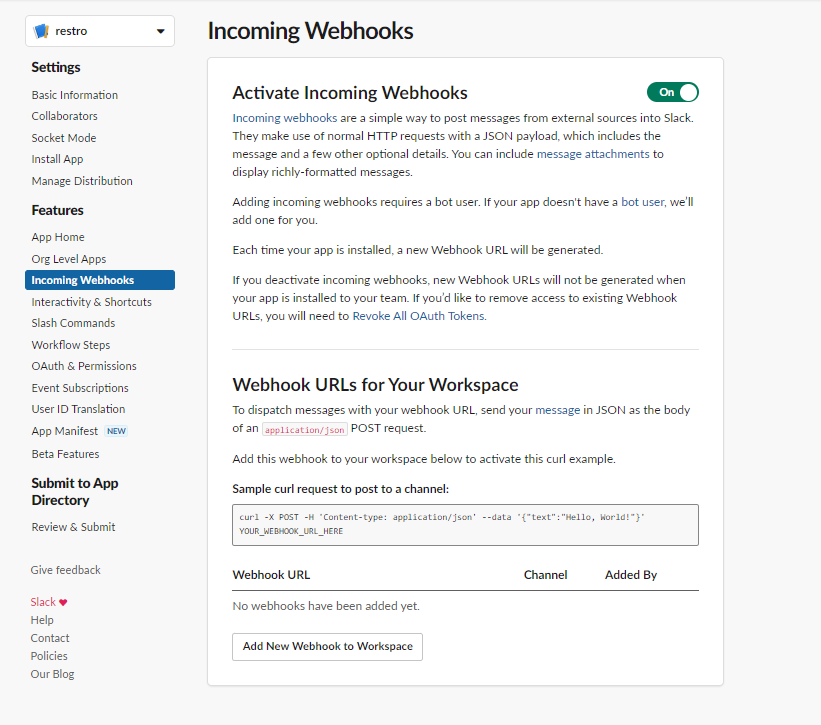 restro
Incoming Webhooks
Settings
Basic Information
Collaborators
Socket Mode
Install App
Manage Distribution
Features
App Home
Org Level Apps
Incoming Webhooks
Interactivity & Shortcuts
Slash Commands
Workflow Steps
OAuth & Permissions
Event Subscriptions
User ID Translation
App Manifest NEW
Beta Features
Submit to App
Directory
Review & Submit
Give feedback
Slack ♥
Help
Contact
Policies
Our Blog
Activate Incoming Webhooks
On
Incoming webhooks are a simple way to post messages from external sources into Slack.
They make use of normal HTTP requests with a JSON payload, which includes the
message and a few other optional details. You can include message attachments to
display richly-formatted messages.
Adding incoming webhooks requires a bot user. If your app doesn't have a bot user, we'll
add one for you.
Each time your app is installed, a new Webhook URL will be generated.
If you deactivate incoming webhooks, new Webhook URLs will not be generated when
your app is installed to your team. If you'd like to remove access to existing Webhook
URLs, you will need to Revoke All OAuth Tokens.
Webhook URLs for Your Workspace
To dispatch messages with your webhook URL, send your message in JSON as the body
of an application/json POST request.
Add this webhook to your workspace below to activate this curl example.
Sample curl request to post to a channel:
curl -X POST -H 'Content-type: application/json' --data '{"text":"Hello, World!"}'
YOUR_WEBHOOK_URL_HERE
Webhook URL Channel Added By
No webhooks have been added yet.
Add New Webhook to Workspace